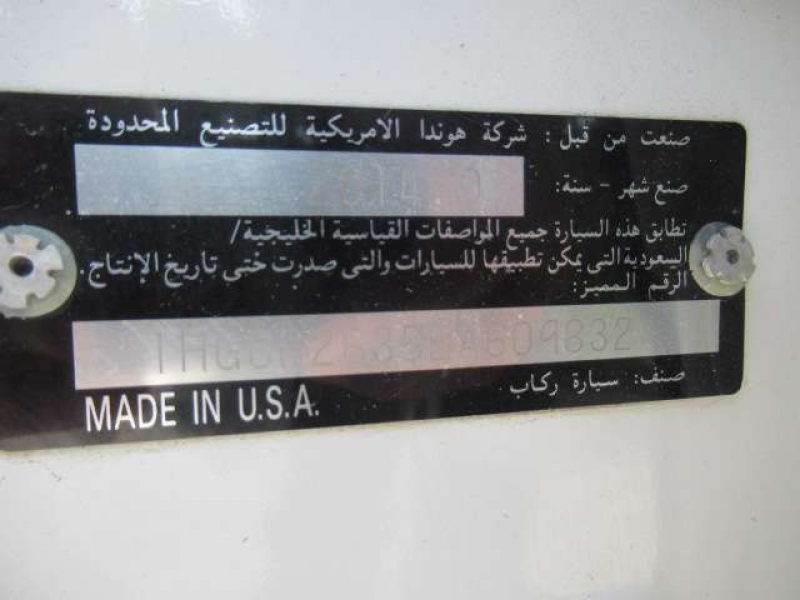 صنعت من قبل: شركة هوندا الامريكية للتصنيع المحدودة
صنع شهر - سنة:
تطابق هذه السيارة جميع المواصفات القياسية الخليجية/
السعودية التى يمكن تطبيقها للسيارات والتى صدرت حتى تاريخ الإنتاج.
الرقم المميز:
صنف: سيارة ركاب
MADE IN U.S.A.